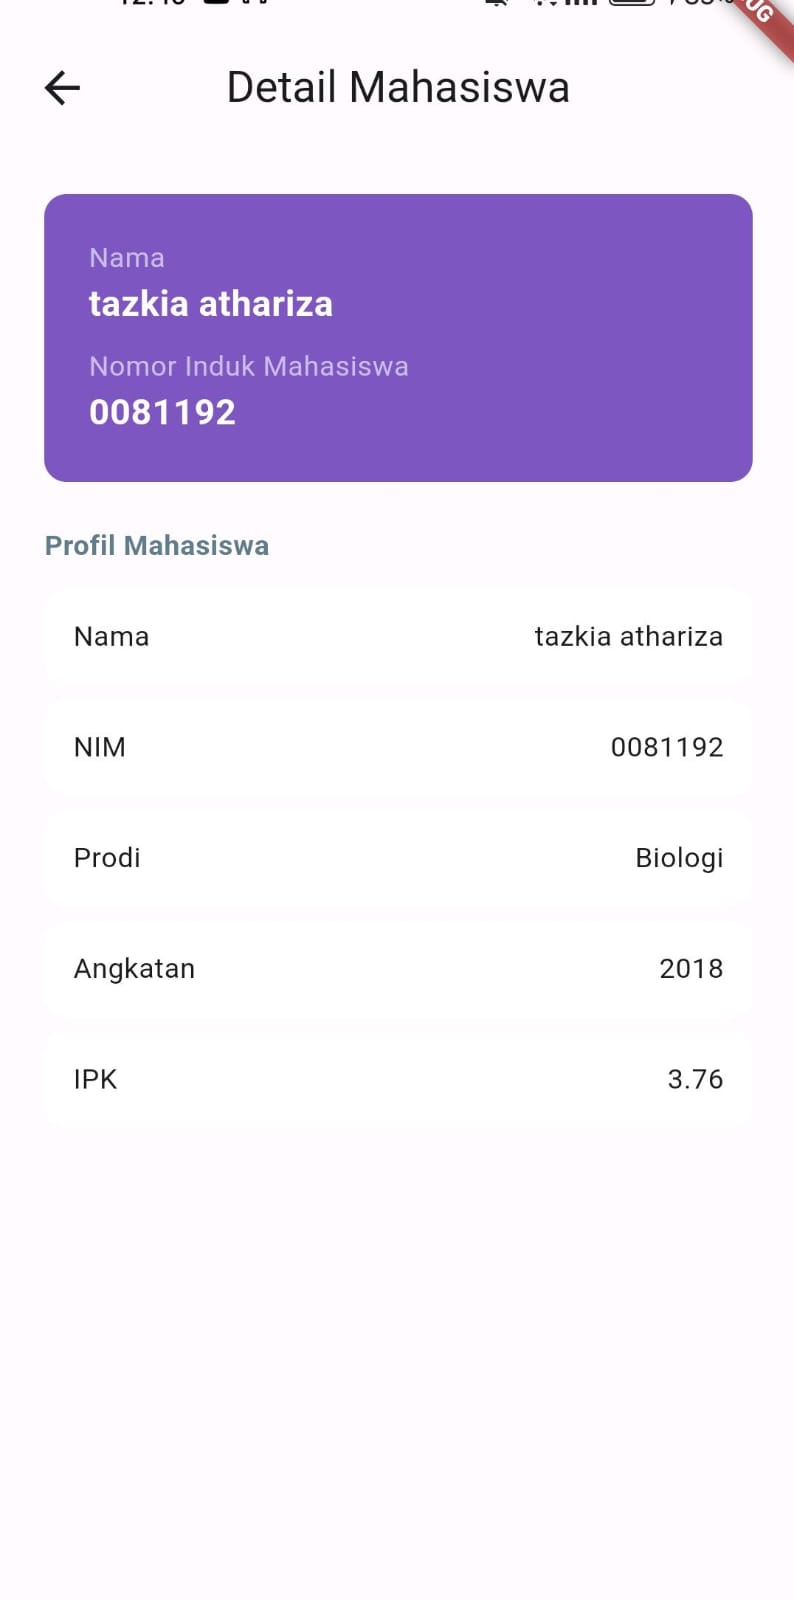 Detail Mahasiswa
Nama
tazkia athariza
Nomor Induk Mahasiswa
0081192
Profil Mahasiswa
Nama tazkia athariza
NIM 0081192
Prodi Biologi
Angkatan 2018
IPK 3.76